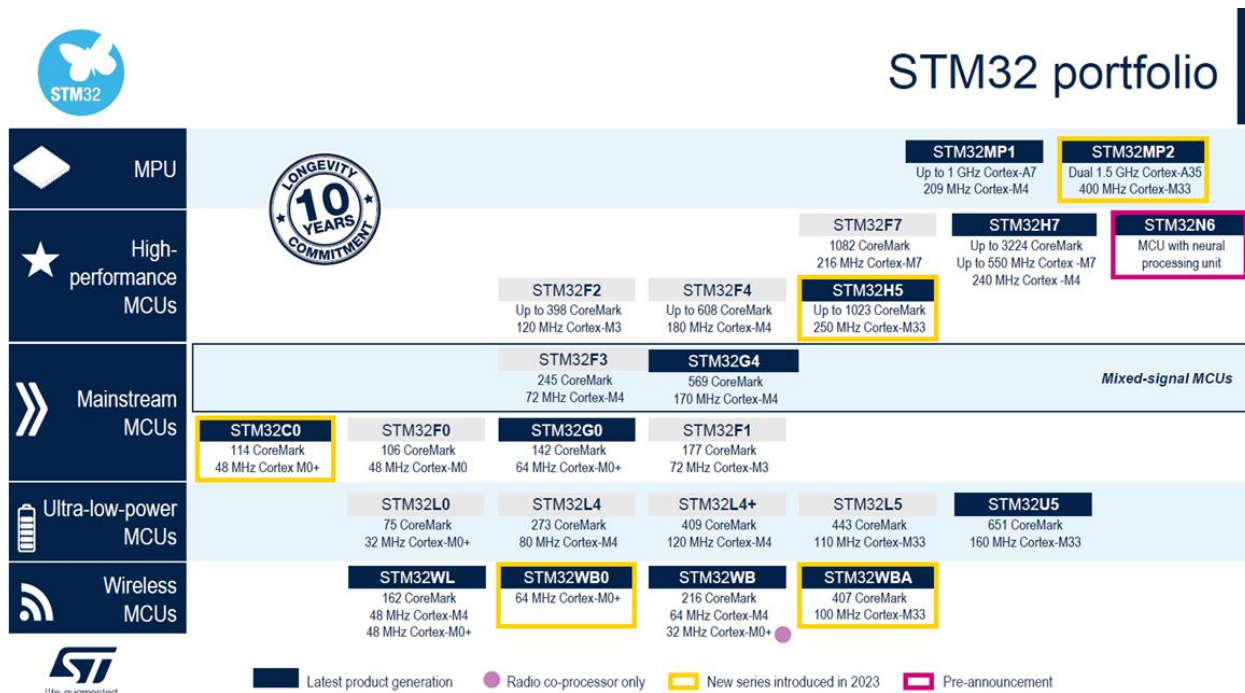 STM32
STM32 portfolio
MPU
LONGEVITY
10
YEARS
COMMITMENT
STM32MP1
Up to 1 GHz Cortex-A7
209 MHz Cortex-M4
STM32MP2
Dual 1.5 GHz Cortex-A35
400 MHz Cortex-M33
High-
performance
MCUs
STM32F7
1082 CoreMark
216 MHz Cortex-M7
STM32H7
Up to 3224 CoreMark
Up to 550 MHz Cortex -M7
240 MHz Cortex -M4
STM32N6
MCU with neural
processing unit
STM32F2
Up to 398 CoreMark
120 MHz Cortex-M3
STM32F4
Up to 608 CoreMark
180 MHz Cortex-M4
STM32H5
Up to 1023 CoreMark
250 MHz Cortex-M33
Mainstream
MCUs
STM32F3
245 CoreMark
72 MHz Cortex-M4
STM32G4
569 CoreMark
170 MHz Cortex-M4
Mixed-signal MCUs
STM32C0
114 CoreMark
48 MHz Cortex M0+
STM32F0
106 CoreMark
48 MHz Cortex-M0
STM32G0
142 CoreMark
64 MHz Cortex-M0+
STM32F1
177 CoreMark
72 MHz Cortex-M3
Ultra-low-power
MCUs
STM32L0
75 CoreMark
32 MHz Cortex-M0+
STM32L4
273 CoreMark
80 MHz Cortex-M4
STM32L4+
409 CoreMark
120 MHz Cortex-M4
STM32L5
443 CoreMark
110 MHz Cortex-M33
STM32U5
651 CoreMark
160 MHz Cortex-M33
Wireless
MCUs
STM32WL
162 CoreMark
48 MHz Cortex-M4
48 MHz Cortex-M0+
STM32WB0
64 MHz Cortex-M0+
STM32WB
216 CoreMark
64 MHz Cortex-M4
32 MHz Cortex-M0+
STM32WBA
407 CoreMark
100 MHz Cortex-M33
ST
Latest product generation
Radio co-processor only
New series introduced in 2023
Pre-announcement